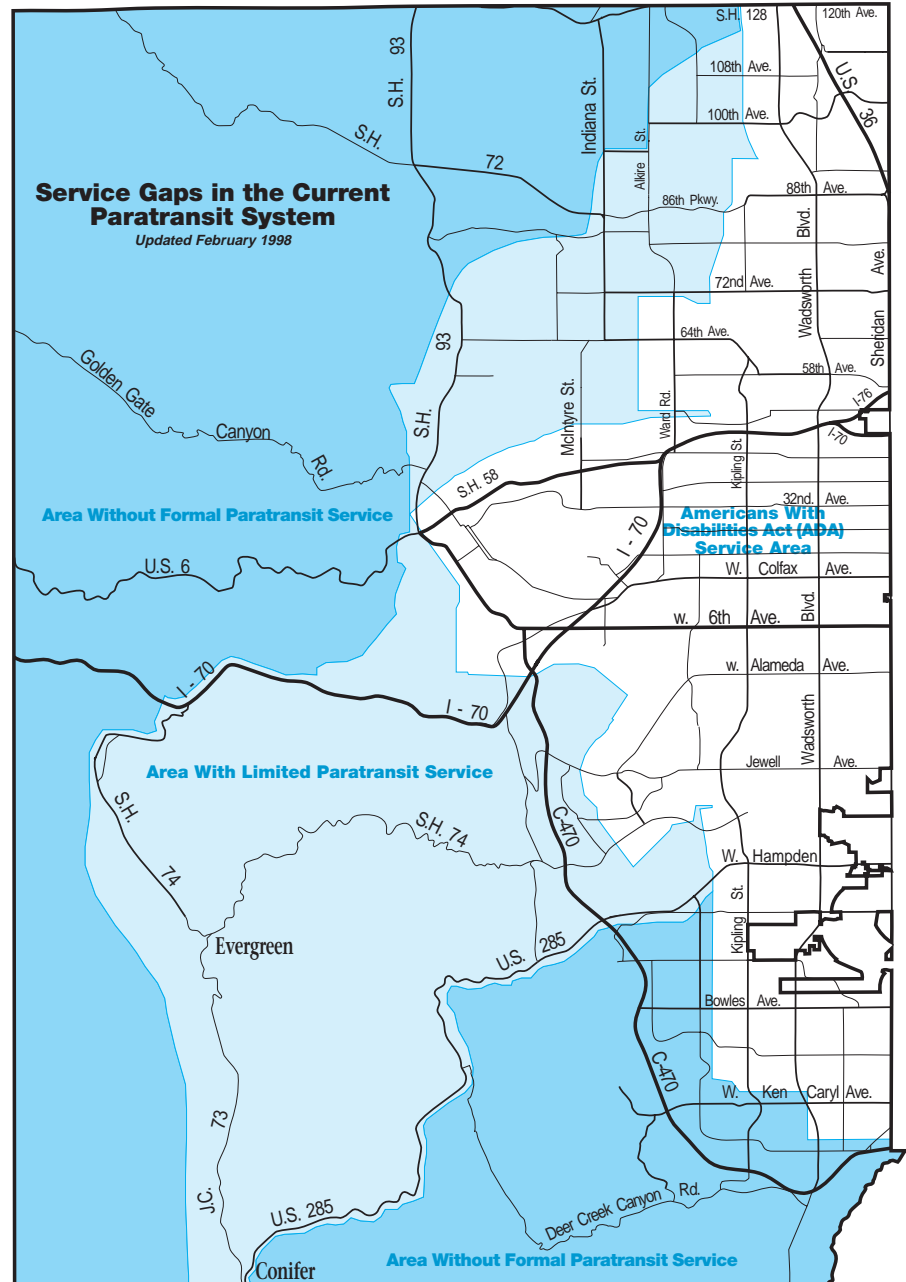 S.H. 128
120th Ave.
S.H. 93
108th Ave.
U.S. 36
Indiana St.
100th Ave.
S.H. 72
Alkire St.
Service Gaps in the Current
Paratransit System
Updated February 1998
88th Ave.
86th Pkwy.
Wadsworth Blvd.
Sheridan Ave.
72nd Ave.
S.H. 93
64th Ave.
58th Ave.
Golden Gate Canyon Rd.
McIntyre St.
Ward Rd.
I-76
I-70
Kipling St.
S.H. 58
32nd. Ave.
Area Without Formal Paratransit Service
Americans With
Disabilities Act (ADA)
Service Area
I - 70
U.S. 6
W. Colfax Ave.
w. 6th Ave.
Wadsworth Blvd.
w. Alameda Ave.
I - 70
I - 70
Area With Limited Paratransit Service
Jewell Ave.
S.H. 74
S.H. 74
C-470
W. Hampden
Kipling St.
Evergreen
U.S. 285
Bowles Ave.
C-470
W. Ken Caryl Ave.
J.C. 73
U.S. 285
Deer Creek Canyon Rd.
Area Without Formal Paratransit Service
Conifer